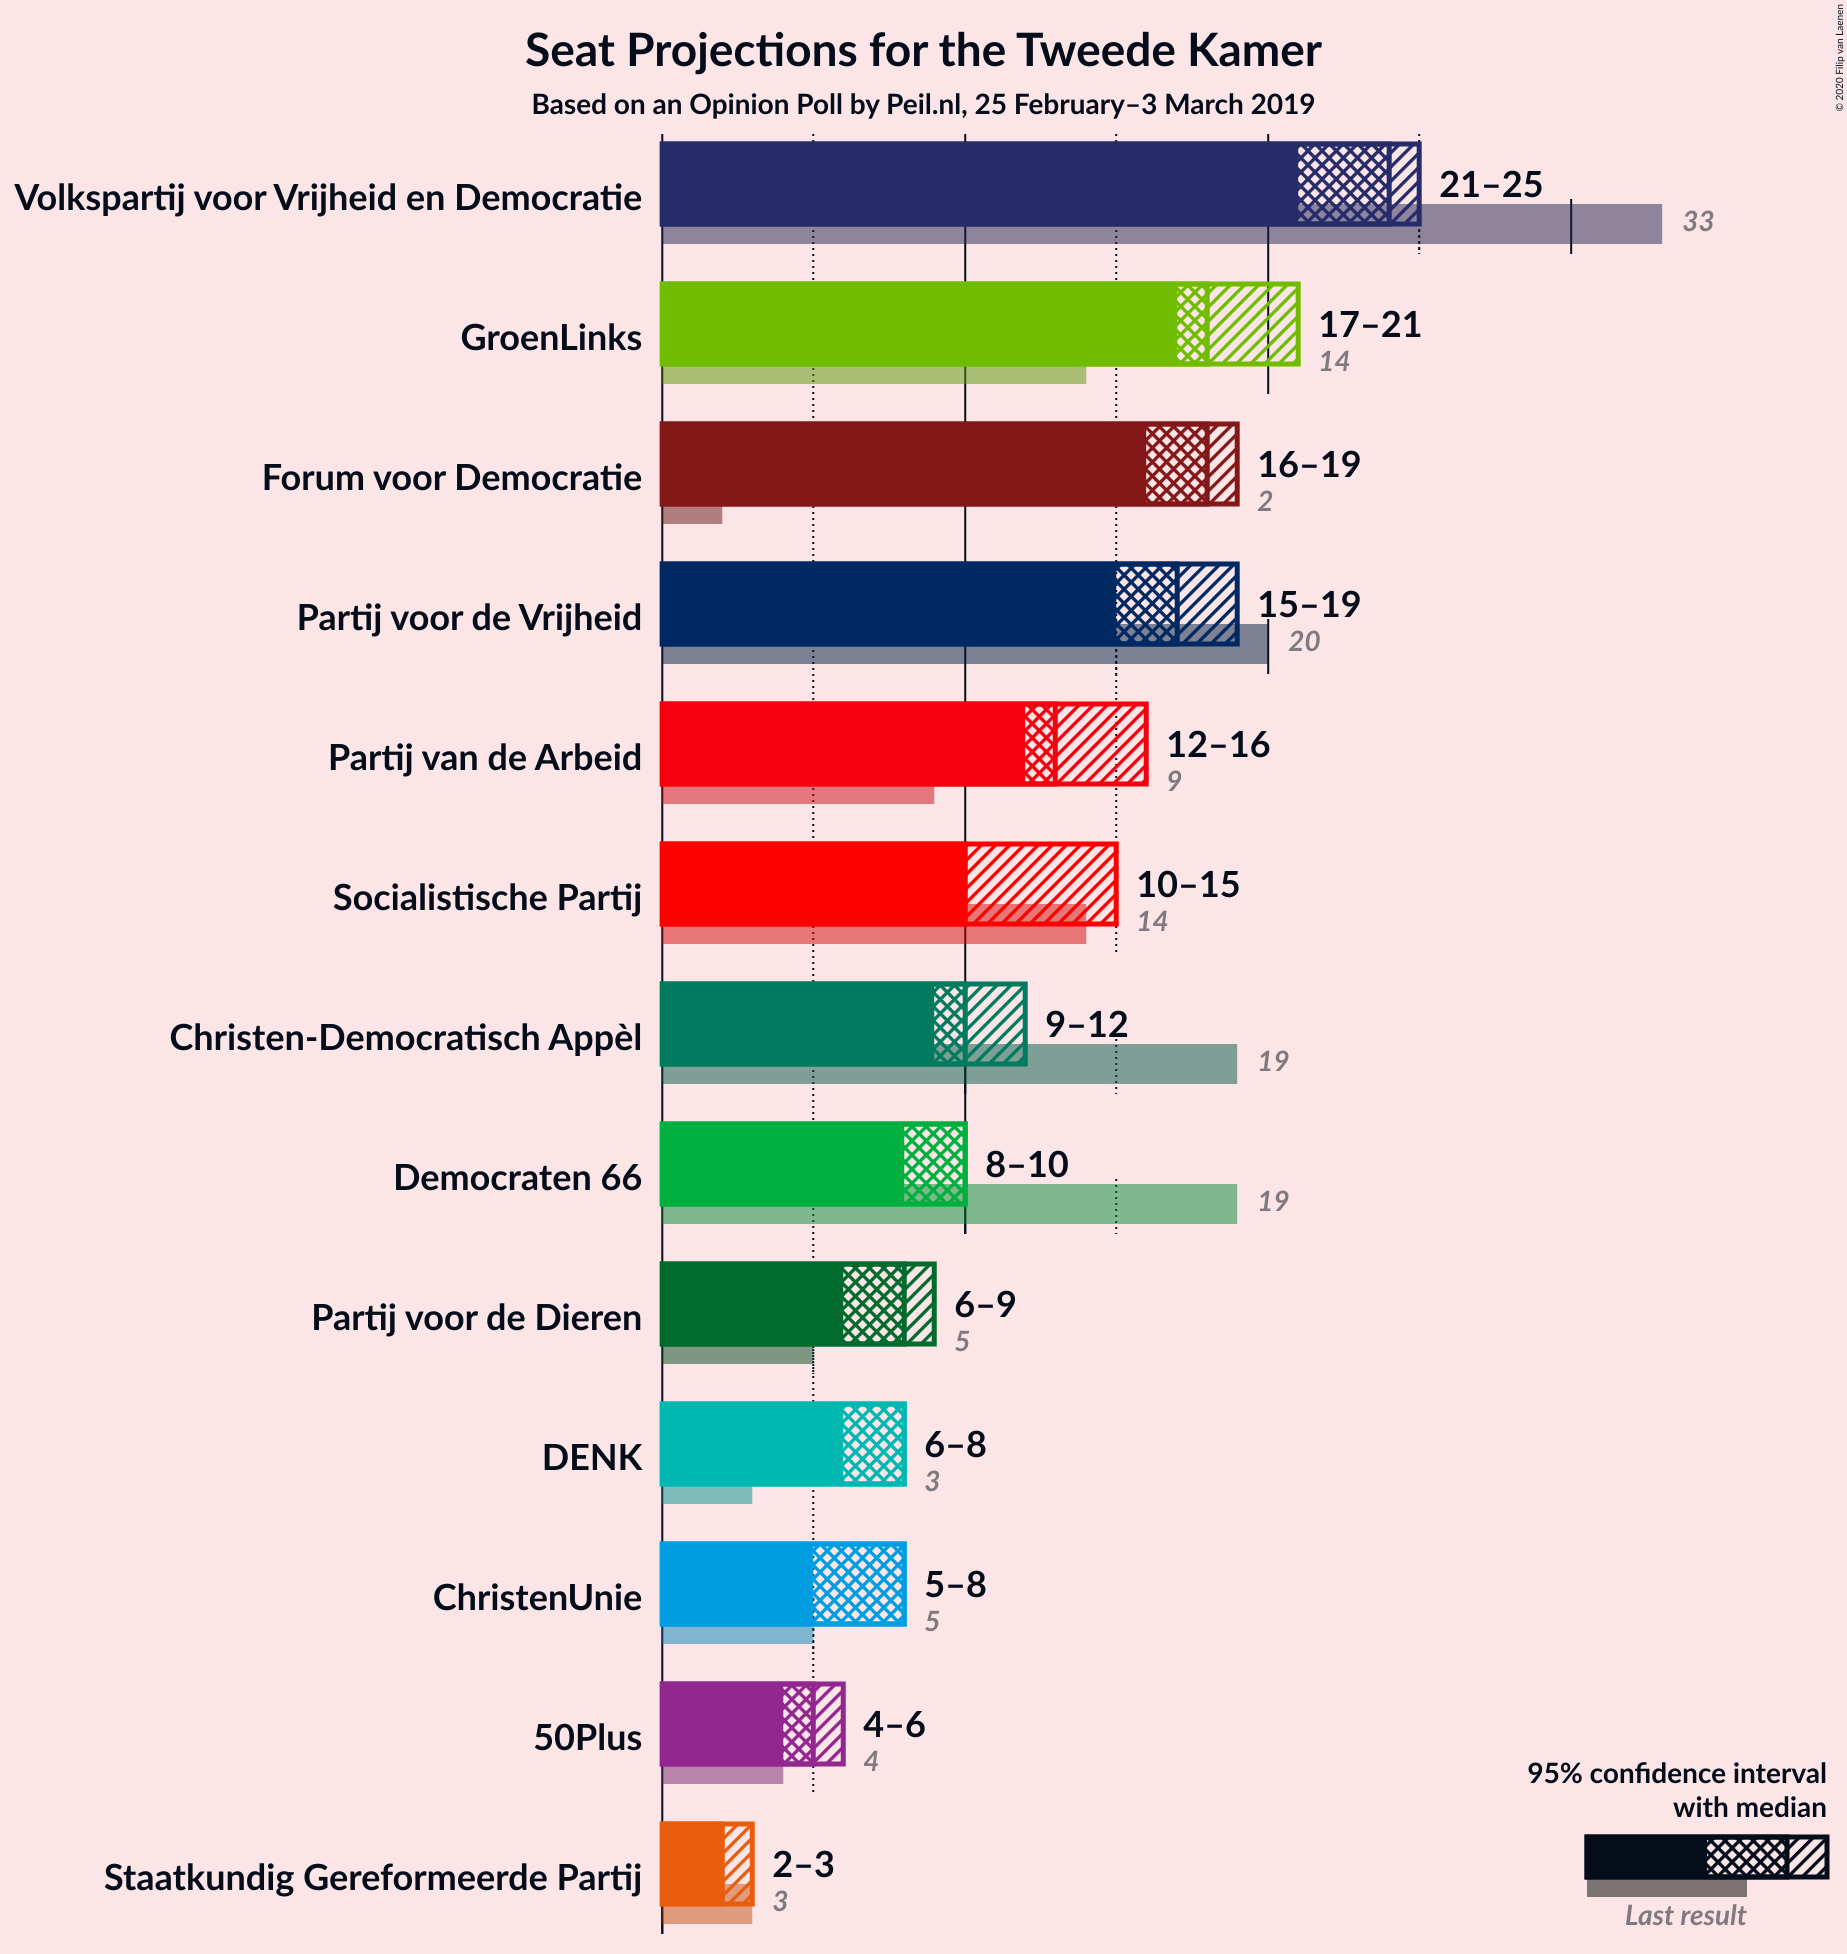 Seat Projections for the Tweede Kamer
Based on an Opinion Poll by Peil.nl, 25 February–3 March 2019
© 2020 Filip van Laenen
Volkspartij voor Vrijheid en Democratie
21–25
33
GroenLinks
17–21
14
Forum voor Democratie
16–19
2
Partij voor de Vrijheid
15–19
20
Partij van de Arbeid
12–16
9
Socialistische Partij
10–15
14
Christen-Democratisch Appèl
9–12
19
Democraten 66
8–10
19
Partij voor de Dieren
6–9
5
DENK
6–8
3
ChristenUnie
5–8
5
50Plus
4–6
4
Staatkundig Gereformeerde Partij
2–3
3
95% confidence interval
with median
Last result